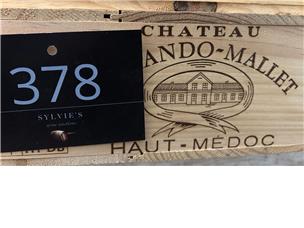 CHATEAU
ANDO-MALLET
HAUT-MÉDOC
378
SYLVIE'S